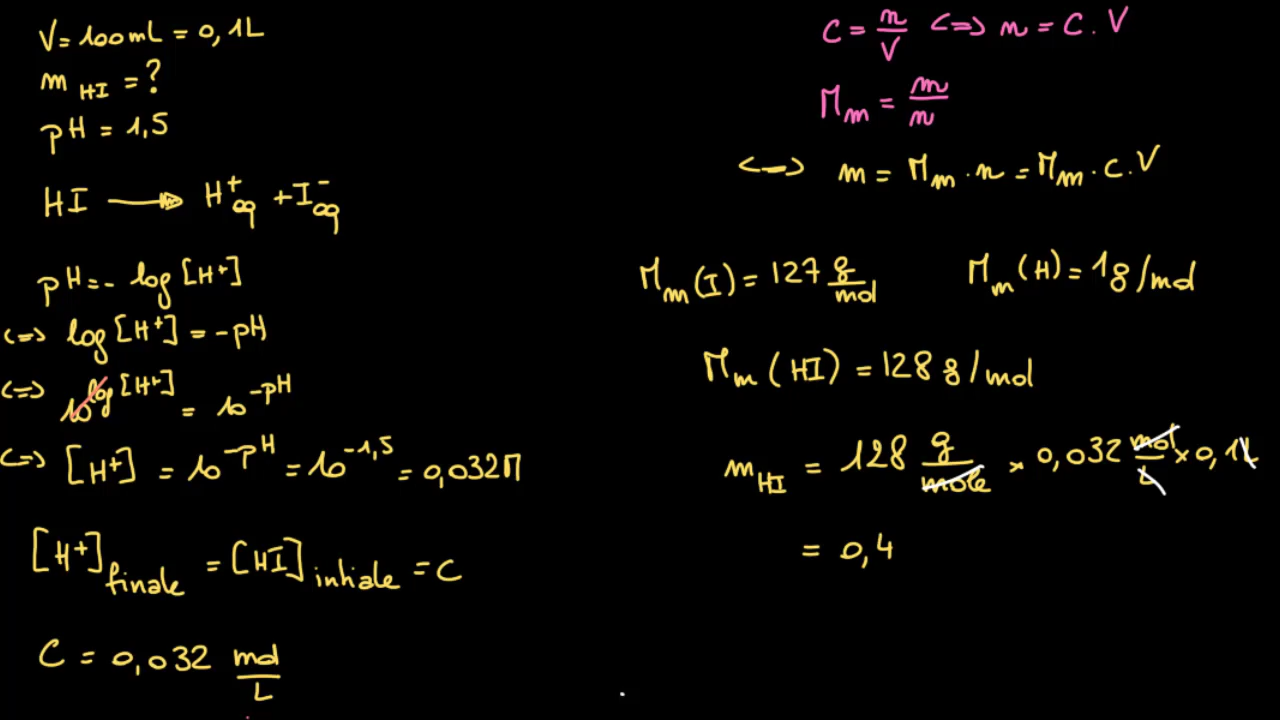 V = 100 mL = 0,1L
m HI = ?
pH = 1,5
HI ⟶ H⁺aq + I⁻aq
pH = - log [H⁺]
<=> log [H⁺] = -pH
<=> 10^log [H⁺] = 10^-pH
<=> [H⁺] = 10^-pH = 10^-1,5 = 0,032M
[H⁺] finale = [HI] initiale = C
C = 0,032 mol/L
C = n/V <=> n = C . V
Mm = m/n
<=> m = Mm . n = Mm . C . V
Mm (I) = 127 g/mol Mm (H) = 1g/mol
Mm (HI) = 128 g/mol
m HI = 128 g/mole × 0,032 mol/L × 0,1L
= 0,4